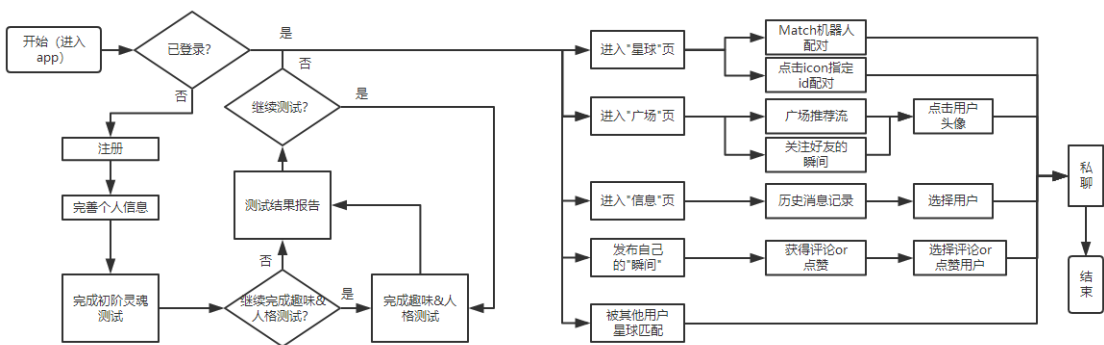 开始（进入
app）
已登录？
是
否
注册
完善个人信息
完成初阶灵魂
测试
继续完成趣味&
人格测试？
是
否
完成趣味&人
格测试
测试结果报告
继续测试？
是
否
进入"星球"页
Match机器人
配对
点击icon指定
id配对
进入"广场"页
广场推荐流
关注好友的
瞬间
点击用户
头像
进入"信息"页
历史消息记录
选择用户
发布自己
的"瞬间"
获得评论or
点赞
选择评论or
点赞用户
被其他用户
星球匹配
私
聊
结
束